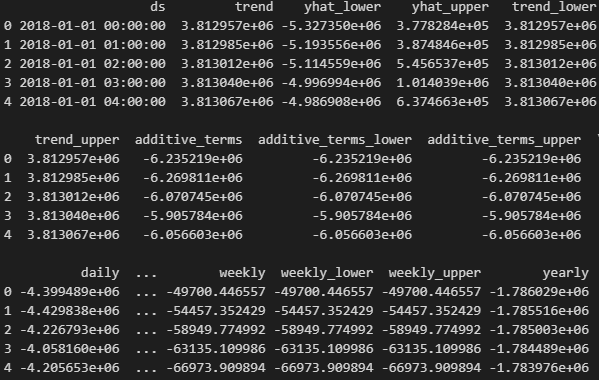 ds trend yhat_lower yhat_upper trend_lower
0 2018-01-01 00:00:00 3.812957e+06 -5.327350e+06 3.778284e+05 3.812957e+06
1 2018-01-01 01:00:00 3.812985e+06 -5.193556e+06 3.874846e+05 3.812985e+06
2 2018-01-01 02:00:00 3.813012e+06 -5.114559e+06 5.456537e+05 3.813012e+06
3 2018-01-01 03:00:00 3.813040e+06 -4.996994e+06 1.014039e+06 3.813040e+06
4 2018-01-01 04:00:00 3.813067e+06 -4.986908e+06 6.374663e+05 3.813067e+06
trend_upper additive_terms additive_terms_lower additive_terms_upper
0 3.812957e+06 -6.235219e+06 -6.235219e+06 -6.235219e+06
1 3.812985e+06 -6.269811e+06 -6.269811e+06 -6.269811e+06
2 3.813012e+06 -6.070745e+06 -6.070745e+06 -6.070745e+06
3 3.813040e+06 -5.905784e+06 -5.905784e+06 -5.905784e+06
4 3.813067e+06 -6.056603e+06 -6.056603e+06 -6.056603e+06
daily ... weekly weekly_lower weekly_upper yearly
0 -4.399489e+06 ... -49700.446557 -49700.446557 -49700.446557 -1.786029e+06
1 -4.429838e+06 ... -54457.352429 -54457.352429 -54457.352429 -1.785516e+06
2 -4.226793e+06 ... -58949.774992 -58949.774992 -58949.774992 -1.785003e+06
3 -4.058160e+06 ... -63135.109986 -63135.109986 -63135.109986 -1.784489e+06
4 -4.205653e+06 ... -66973.909894 -66973.909894 -66973.909894 -1.783976e+06